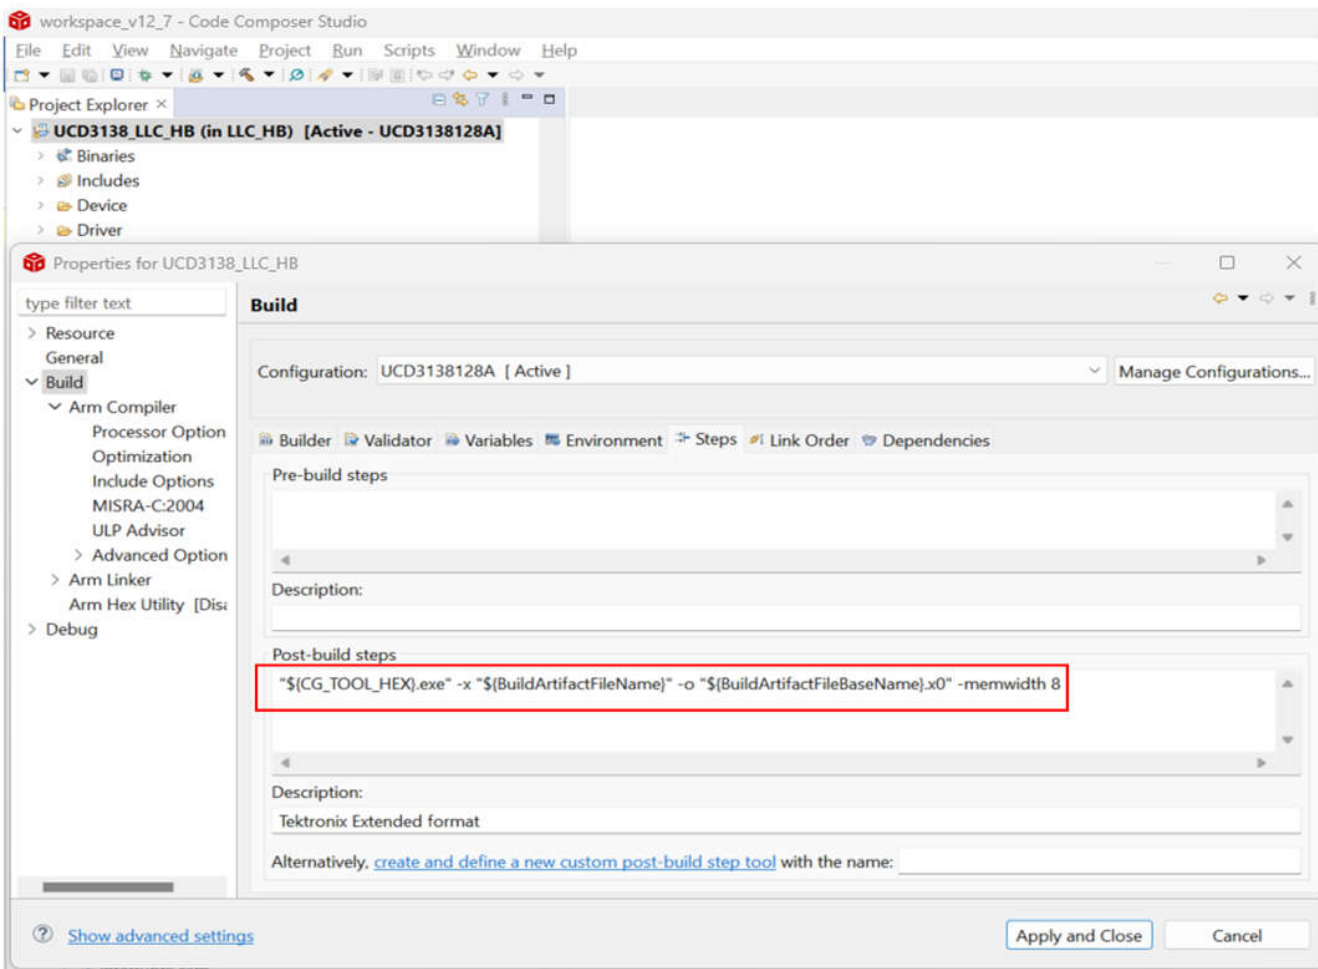 workspace_v12_7 - Code Composer Studio
File Edit View Navigate Project Run Scripts Window Help
Project Explorer ×
UCD3138_LLC_HB (in LLC_HB) [Active - UCD3138128A]
Binaries
Includes
Device
Driver
Properties for UCD3138_LLC_HB
type filter text
Build
Resource
General
Build
Arm Compiler
Processor Option
Optimization
Include Options
MISRA-C:2004
ULP Advisor
Advanced Option
Arm Linker
Arm Hex Utility [Disa
Debug
Configuration: UCD3138128A [ Active ]
Manage Configurations...
Builder Validator Variables Environment Steps Link Order Dependencies
Pre-build steps
Description:
Post-build steps
"${CG_TOOL_HEX}.exe" -x "${BuildArtifactFileName}" -o "${BuildArtifactFileBaseName}.x0" -memwidth 8
Description:
Tektronix Extended format
Alternatively, create and define a new custom post-build step tool with the name:
Show advanced settings
Apply and Close
Cancel